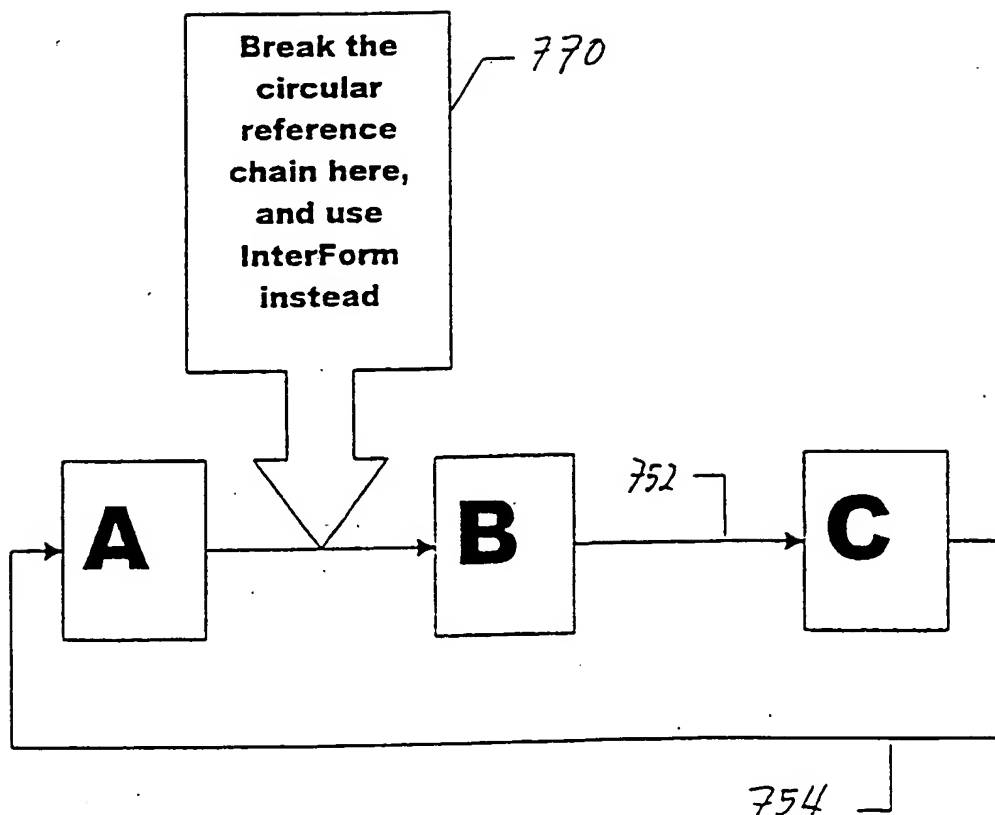 Break the
circular
reference
chain here,
and use
InterForm
instead
770
A
B
752
C
754